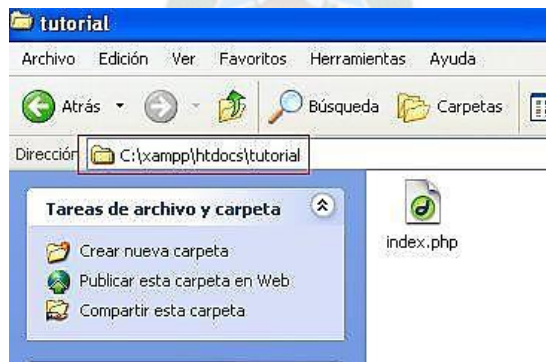 tutorial
Archivo Edición Ver Favoritos Herramientas Ayuda
Atrás Búsqueda Carpetas
Dirección C:\xampp\htdocs\tutorial
Tareas de archivo y carpeta
Crear nueva carpeta
Publicar esta carpeta en Web
Compartir esta carpeta
index.php